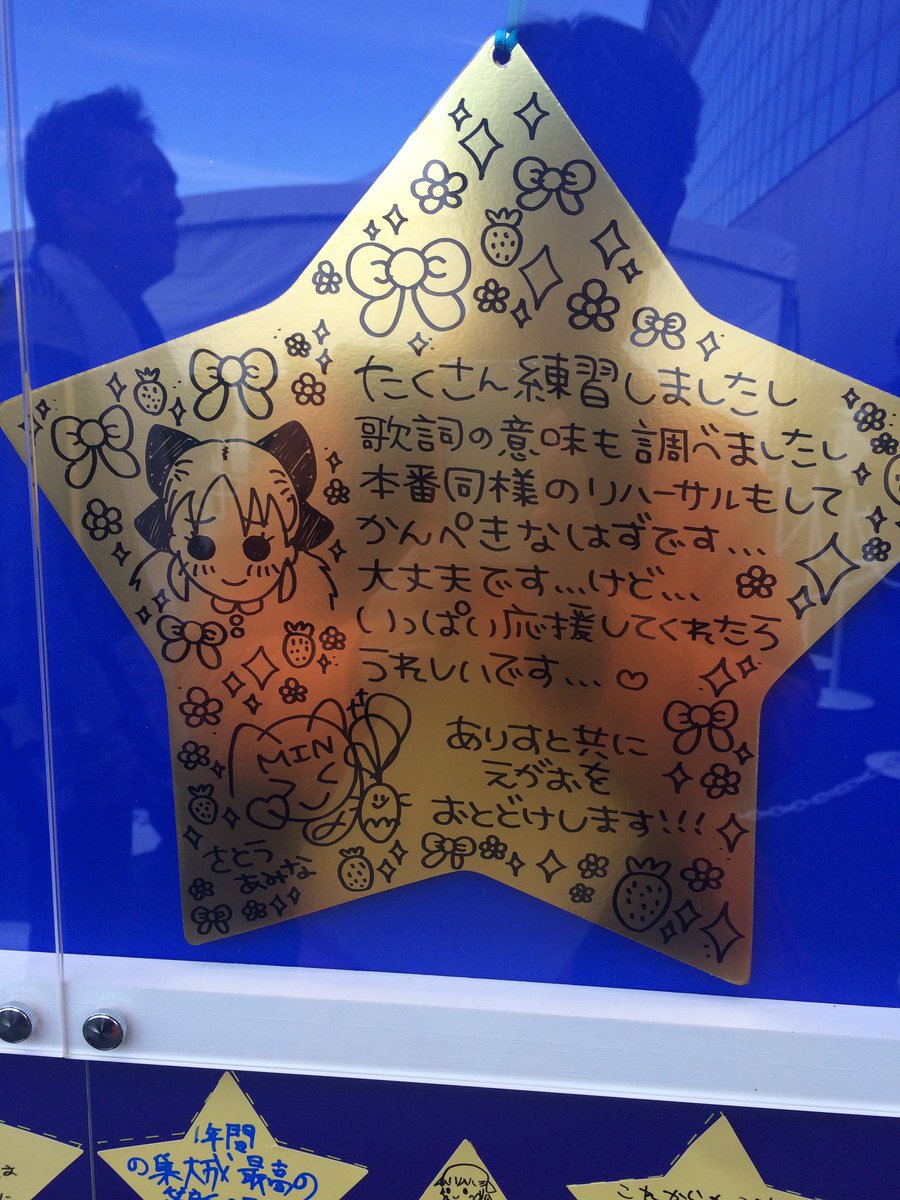 たくさん練習しましたし
歌詞の意味も調べましたし
本番同様のリハーサルもして
かんぺきなはずです...
大丈夫です...けど...
いっぱい応援してくれたら
うれしいです...♡
ありすと共に
えがおを
おとどけします!!!
MIN
さとう
あみな
1年間
の集大成 最高の